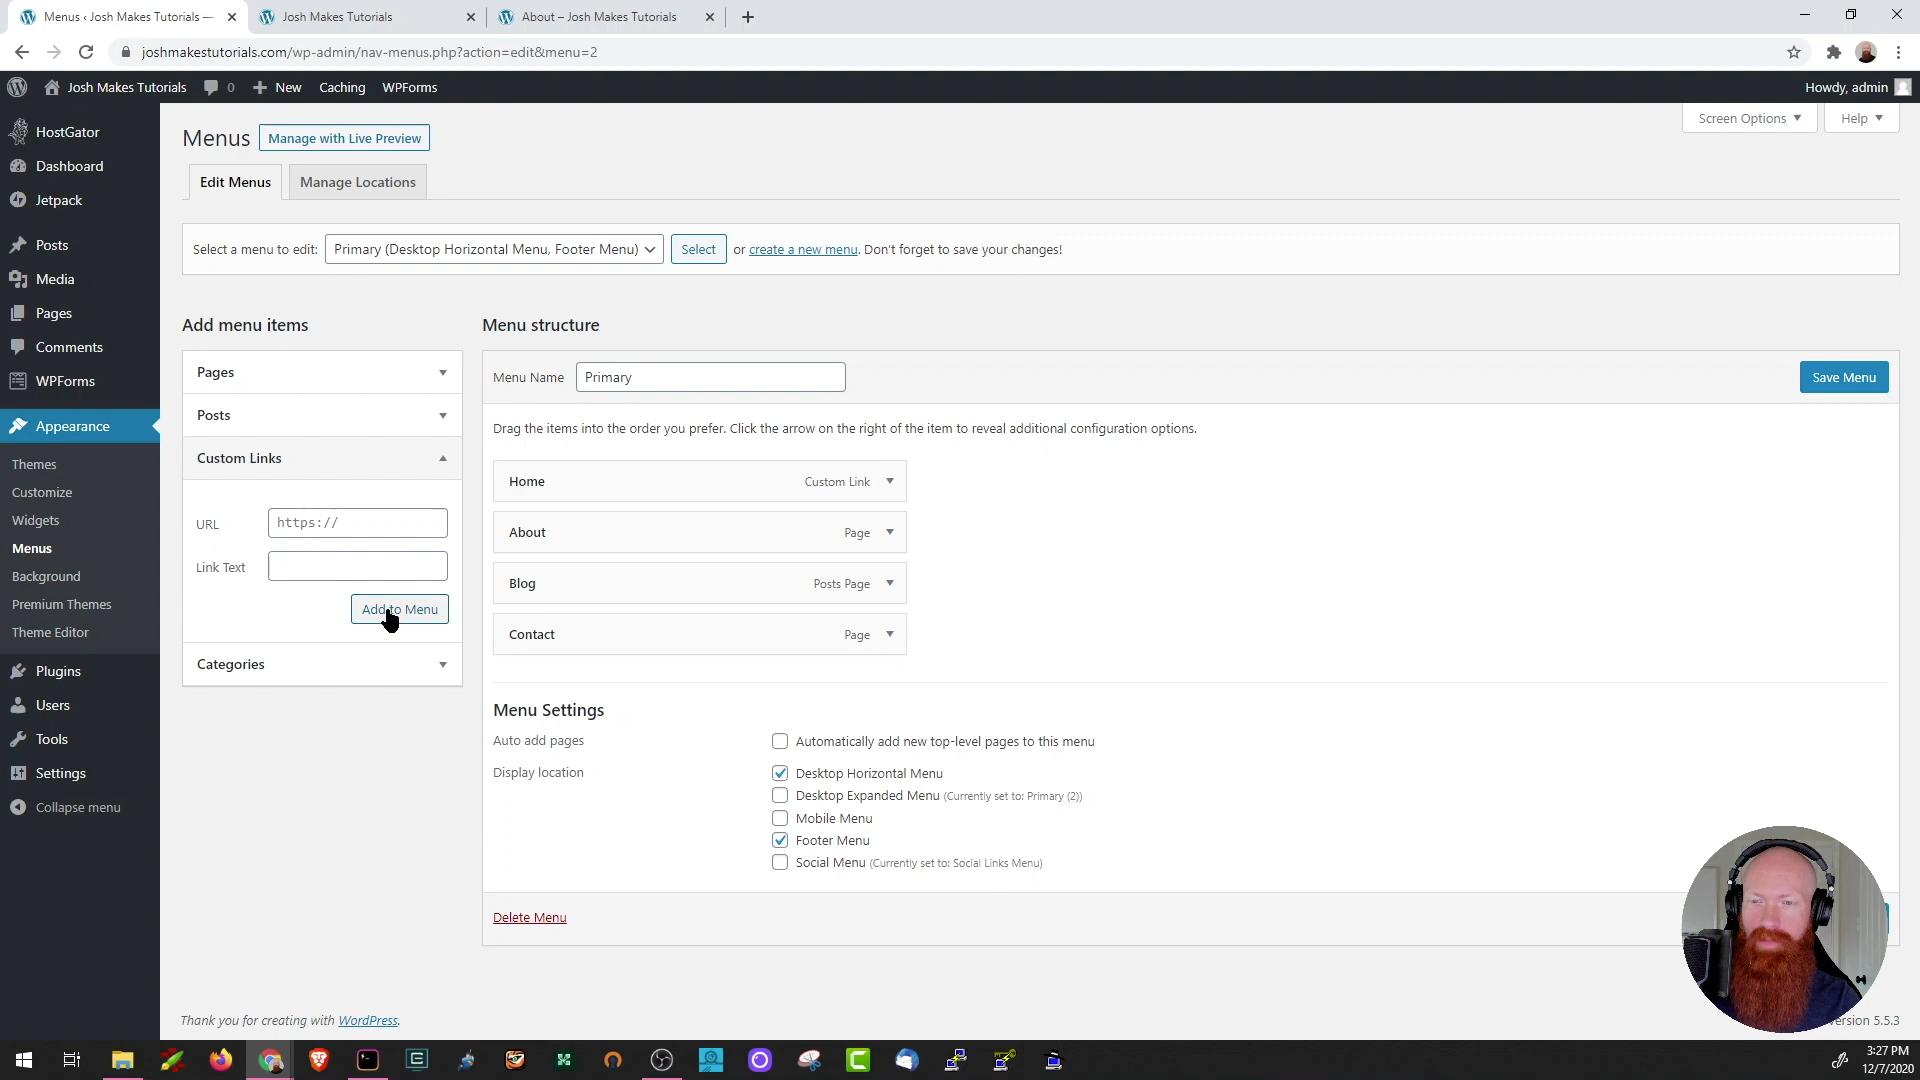 Menus ‹ Josh Makes Tutorials —
Josh Makes Tutorials
About – Josh Makes Tutorials
joshmakestutorials.com/wp-admin/nav-menus.php?action=edit&menu=2
Josh Makes Tutorials
0
New
Caching
WPForms
Howdy, admin
HostGator
Dashboard
Jetpack
Posts
Media
Pages
Comments
WPForms
Appearance
Themes
Customize
Widgets
Menus
Background
Premium Themes
Theme Editor
Plugins
Users
Tools
Settings
Collapse menu
Menus
Manage with Live Preview
Screen Options
Help
Edit Menus
Manage Locations
Select a menu to edit:
Primary (Desktop Horizontal Menu, Footer Menu)
Select
or create a new menu. Don’t forget to save your changes!
Add menu items
Pages
Posts
Custom Links
URL
https://
Link Text
Add to Menu
Categories
Menu structure
Menu Name
Primary
Save Menu
Drag the items into the order you prefer. Click the arrow on the right of the item to reveal additional configuration options.
Home Custom Link
About Page
Blog Posts Page
Contact Page
Menu Settings
Auto add pages
Automatically add new top-level pages to this menu
Display location
Desktop Horizontal Menu
Desktop Expanded Menu (Currently set to: Primary (2))
Mobile Menu
Footer Menu
Social Menu (Currently set to: Social Links Menu)
Delete Menu
Thank you for creating with WordPress.
5.5.3
3:27 PM
12/7/2020